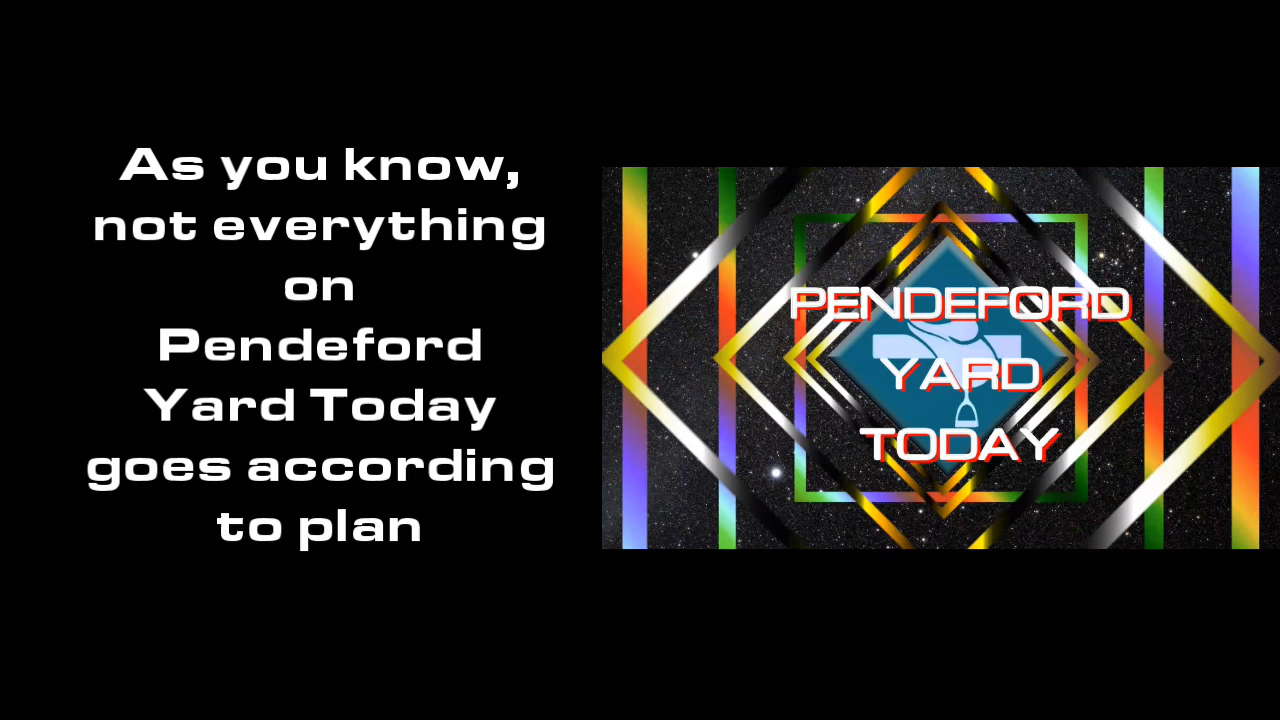 As you know,
not everything
on
Pendeford
Yard Today
goes according
to plan
PENDEFORD
YARD
TODAY